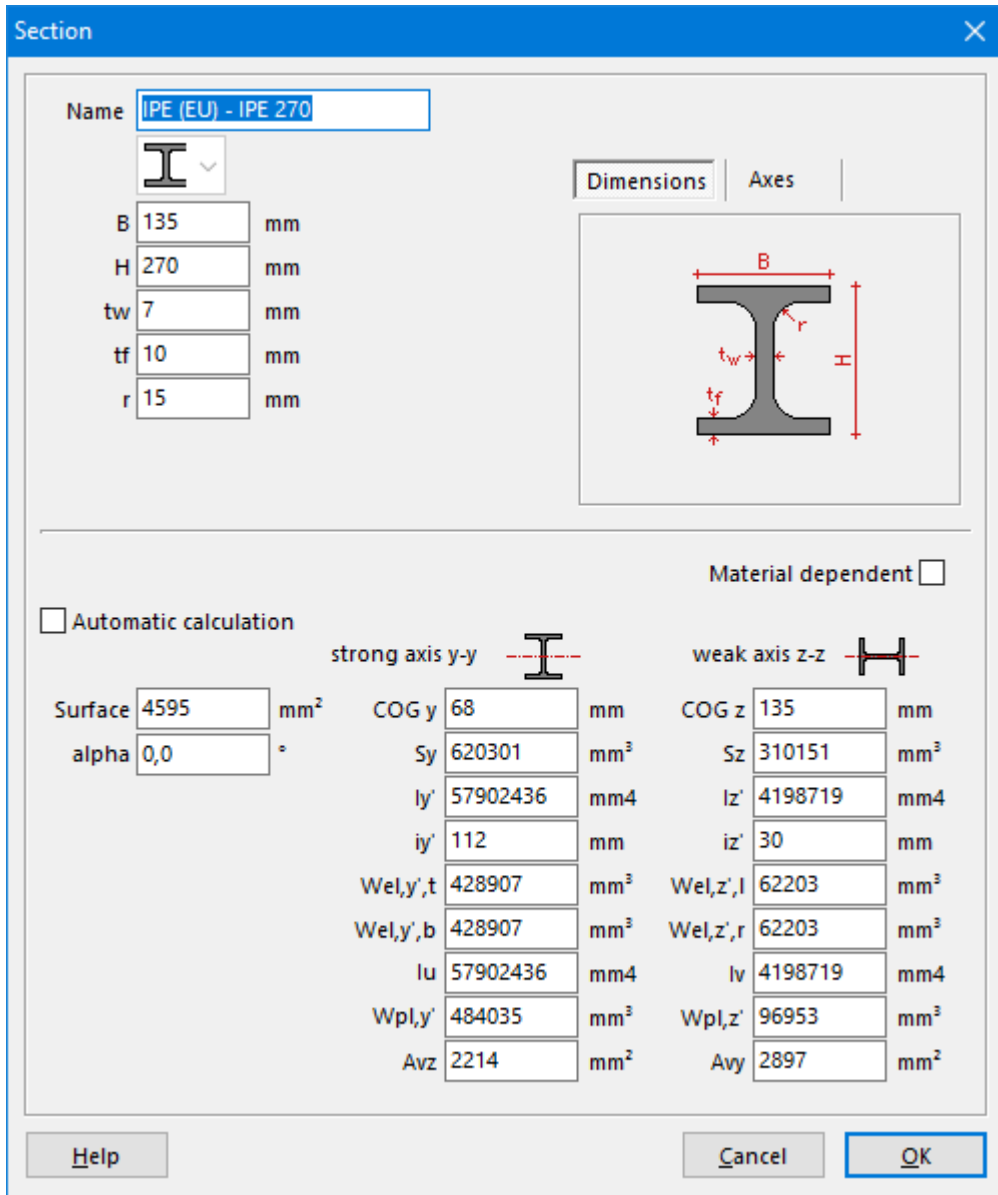 Section
Name IPE (EU) - IPE 270
Dimensions Axes
B 135 mm
H 270 mm
tw 7 mm
tf 10 mm
r 15 mm
B
r
tw
H
tf
Material dependent
Automatic calculation
strong axis y-y weak axis z-z
Surface 4595 mm² COG y 68 mm COG z 135 mm
alpha 0,0 ° Sy 620301 mm³ Sz 310151 mm³
Iy' 57902436 mm4 Iz' 4198719 mm4
iy' 112 mm iz' 30 mm
Wel,y',t 428907 mm³ Wel,z',l 62203 mm³
Wel,y',b 428907 mm³ Wel,z',r 62203 mm³
Iu 57902436 mm4 Iv 4198719 mm4
Wpl,y' 484035 mm³ Wpl,z' 96953 mm³
Avz 2214 mm² Avy 2897 mm²
Help Cancel OK